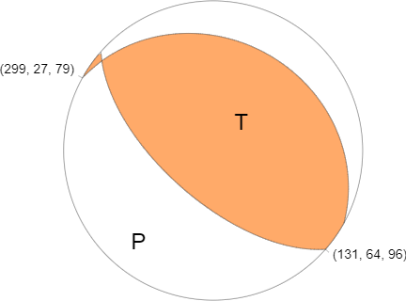 (299, 27, 79)
T
P
(131, 64, 96)